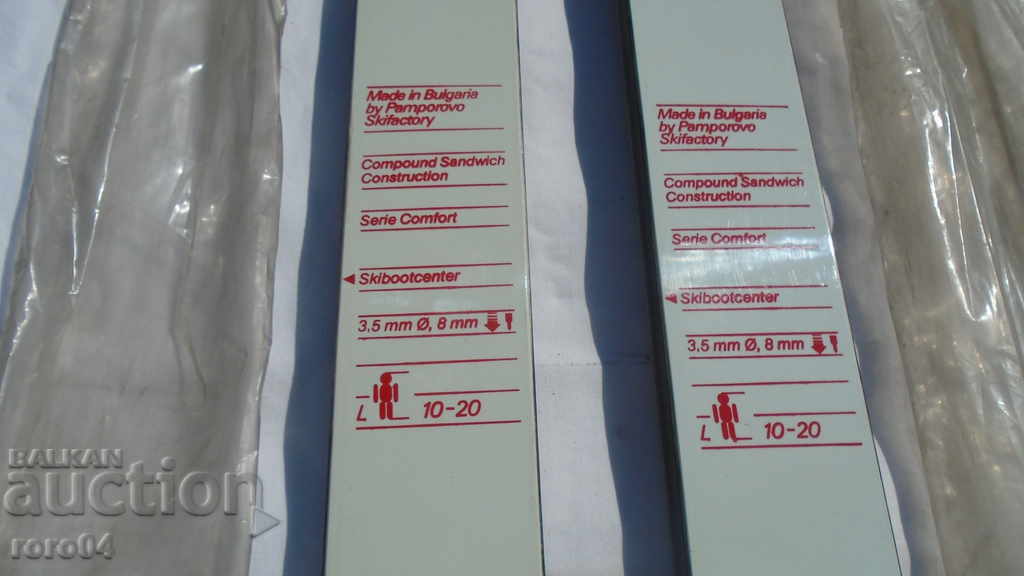 Made in Bulgaria
by Pamporovo
Skifactory
Compound Sandwich
Construction
Serie Comfort
Skibootcenter
3,5 mm Ø, 8 mm
L 10-20
Made in Bulgaria
by Pamporovo
Skifactory
Compound Sandwich
Construction
Serie Comfort
Skibootcenter
3,5 mm Ø, 8 mm
L 10-20
BALKAN
auction
roro04